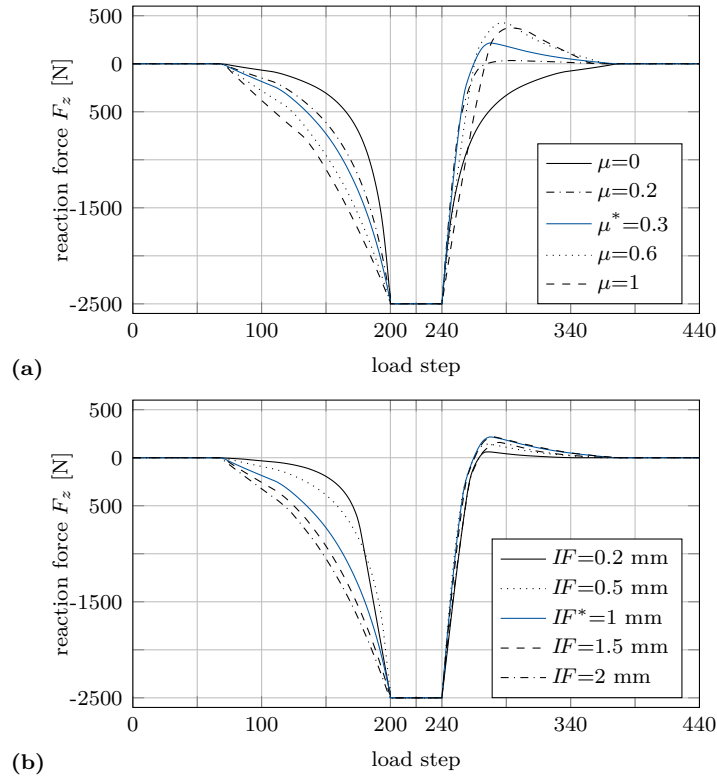 500
0
500
-1500
-2500
reaction force Fz [N]
μ=0
μ=0.2
μ*=0.3
μ=0.6
μ=1
0 100 200 240 340 440
load step
(a)
500
0
500
-1500
-2500
reaction force Fz [N]
IF=0.2 mm
IF=0.5 mm
IF*=1 mm
IF=1.5 mm
IF=2 mm
0 100 200 240 340 440
load step
(b)